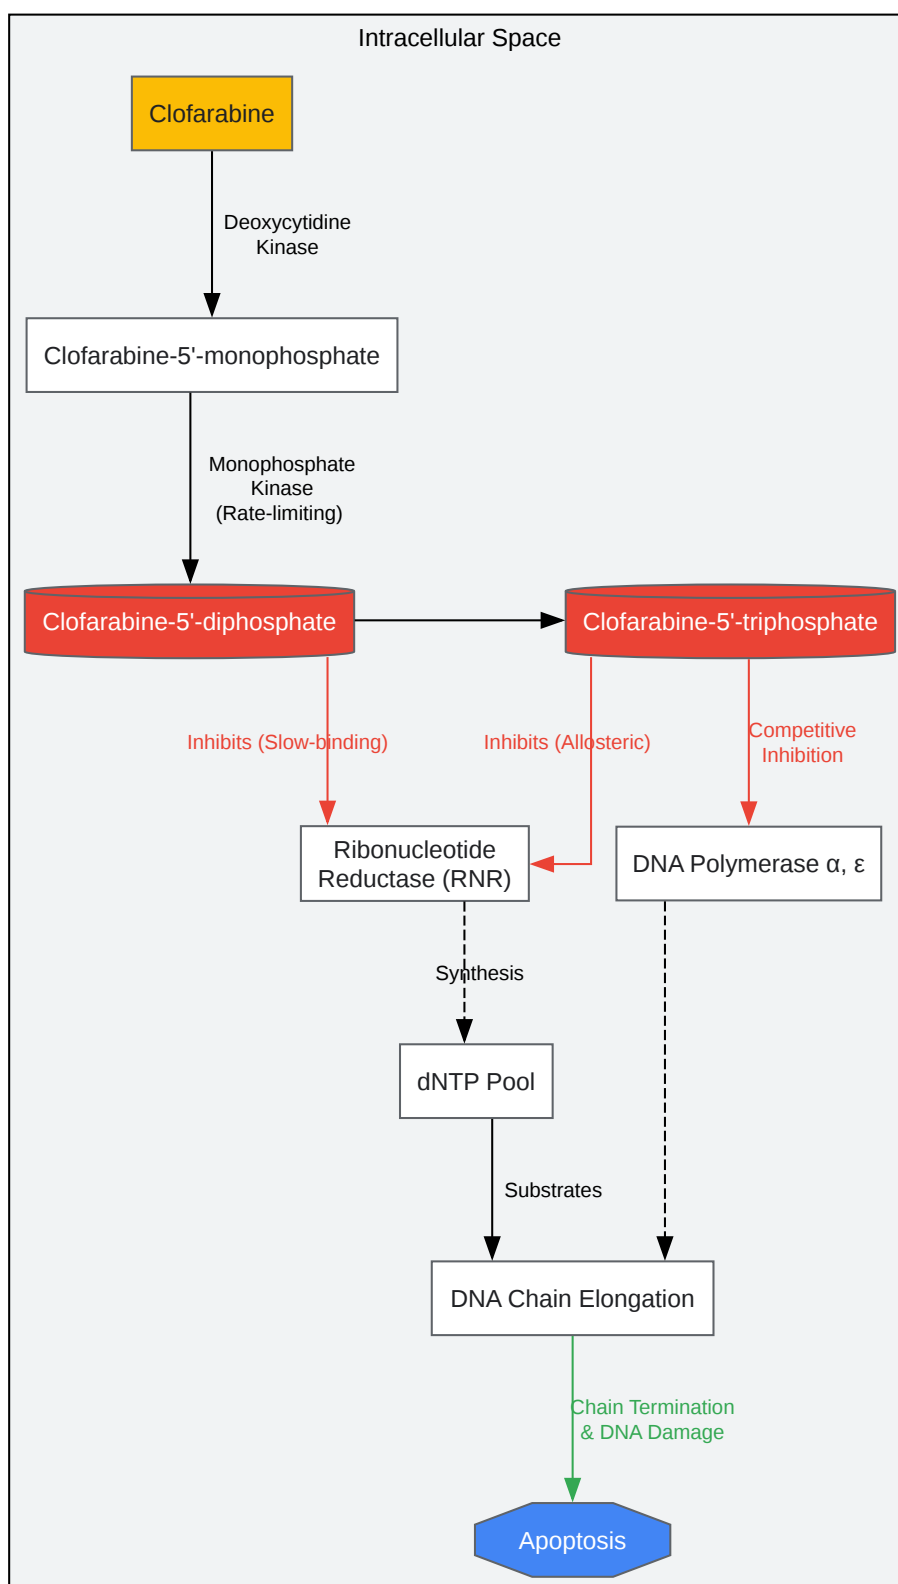 Intracellular Space
Clofarabine
Deoxycytidine
Kinase
Clofarabine-5'-monophosphate
Monophosphate
Kinase
(Rate-limiting)
Clofarabine-5'-diphosphate
Clofarabine-5'-triphosphate
Inhibits (Slow-binding)
Inhibits (Allosteric)
Competitive
Inhibition
Ribonucleotide
Reductase (RNR)
DNA Polymerase α, ε
Synthesis
dNTP Pool
Substrates
DNA Chain Elongation
Chain Termination
& DNA Damage
Apoptosis